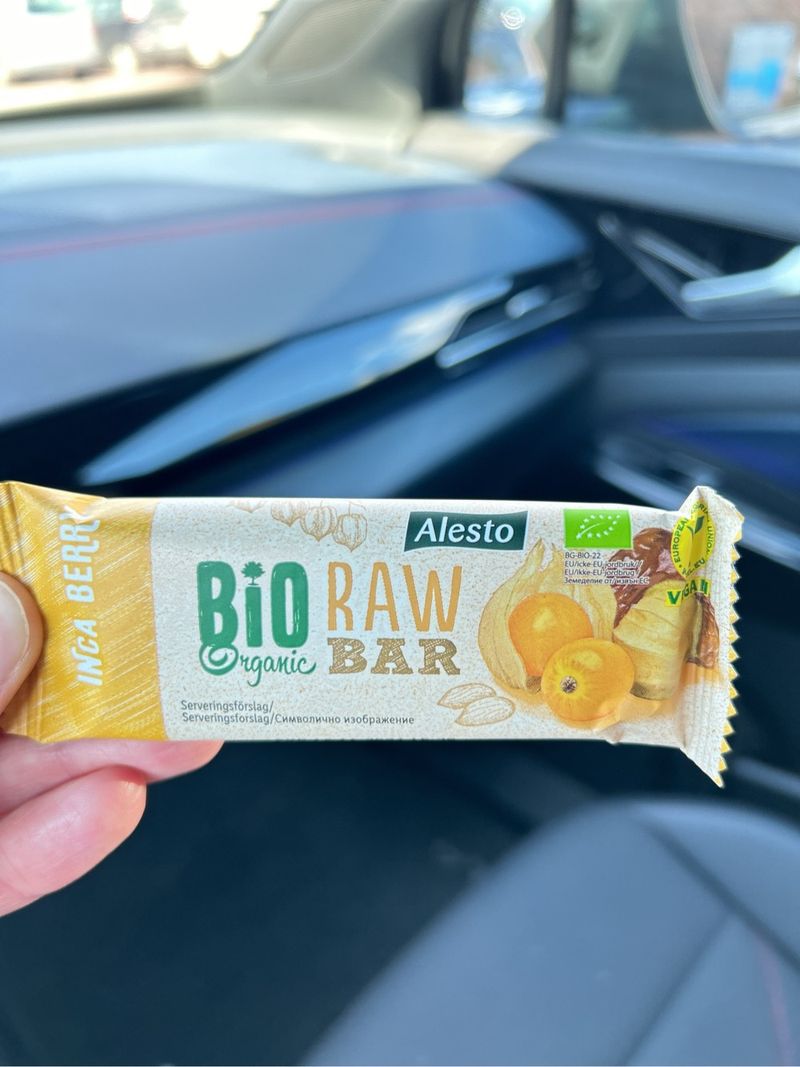 INCA BERRY
Alesto
BiO
Organic
RAW
BAR
BG-BIO-22
EU/icke-EU-jordbruk/
EU/ikke-EU-jordbrug/
Земеделие от/извън ЕС
EUROPEAN
Serveringsförslag/
Serveringsforslag/Символично изображение